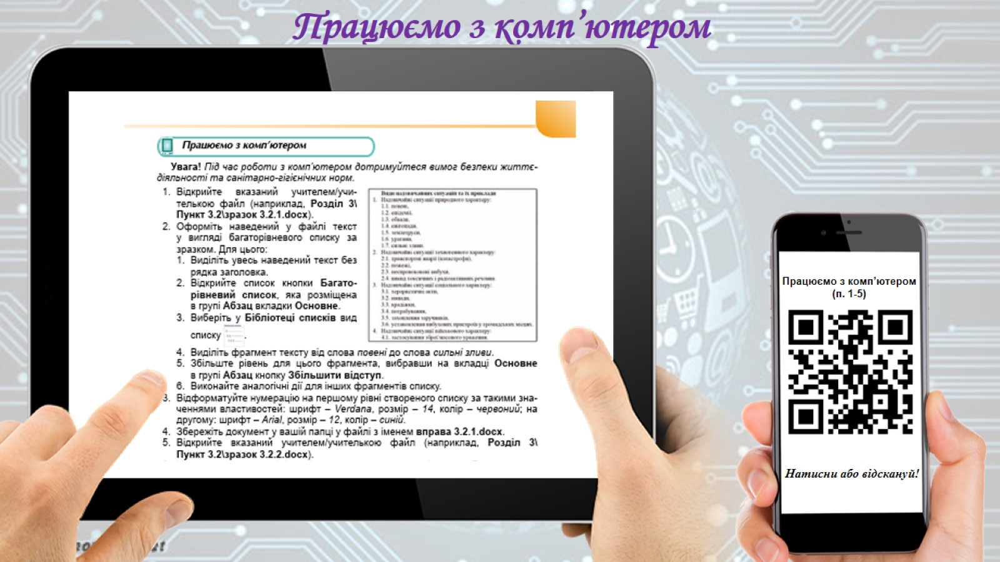 Працюємо з комп’ютером
Працюємо з комп’ютером
Увага! Під час роботи з комп’ютером дотримуйтеся вимог безпеки життє-
діяльності та санітарно-гігієнічних норм.
1. Відкрийте вказаний учителем/учи-
телькою файл (наприклад, Розділ 3\
Пункт 3.2\зразок 3.2.1.docx).
2. Оформіть наведений у файлі текст
у вигляді багаторівневого списку за
зразком. Для цього:
1. Виділіть увесь наведений текст без
рядка заголовка.
2. Відкрийте список кнопки Багато-
рівневий список, яка розміщена
в групі Абзац вкладки Основне.
3. Виберіть у Бібліотеці списків вид
списку .
Види надзвичайних ситуацій та їх приклади
1. Надзвичайні ситуації природного характеру:
1.1. повені,
1.2. епідемії,
1.3. обвали,
1.4. снігопади,
1.5. землетруси,
1.6. урагани,
1.7. сильні зливи.
2. Надзвичайні ситуації техногенного характеру:
2.1. транспортні аварії (катастрофи),
2.2. пожежі,
2.3. неспровоковані вибухи,
2.4. викид токсичних і радіоактивних речовин.
3. Надзвичайні ситуації соціального характеру:
3.1. терористичні акти,
3.2. напади,
3.3. крадіжки,
3.4. пограбування,
3.5. захоплення заручників,
3.6. установлення вибухових пристроїв у громадських місцях.
4. Надзвичайні ситуації військового характеру:
4.1. застосування зброї масового ураження.
4. Виділіть фрагмент тексту від слова повені до слова сильні зливи.
5. Збільште рівень для цього фрагмента, вибравши на вкладці Основне
в групі Абзац кнопку Збільшити відступ.
6. Виконайте аналогічні дії для інших фрагментів списку.
3. Відформатуйте нумерацію на першому рівні створеного списку за такими зна-
ченнями властивостей: шрифт – Verdana, розмір – 14, колір – червоний; на
другому: шрифт – Arial, розмір – 12, колір – синій.
4. Збережіть документ у вашій папці у файлі з іменем вправа 3.2.1.docx.
5. Відкрийте вказаний учителем/учителькою файл (наприклад, Розділ 3\
Пункт 3.2\зразок 3.2.2.docx).
Працюємо з комп’ютером
(п. 1-5)
Натисни або відскануй!